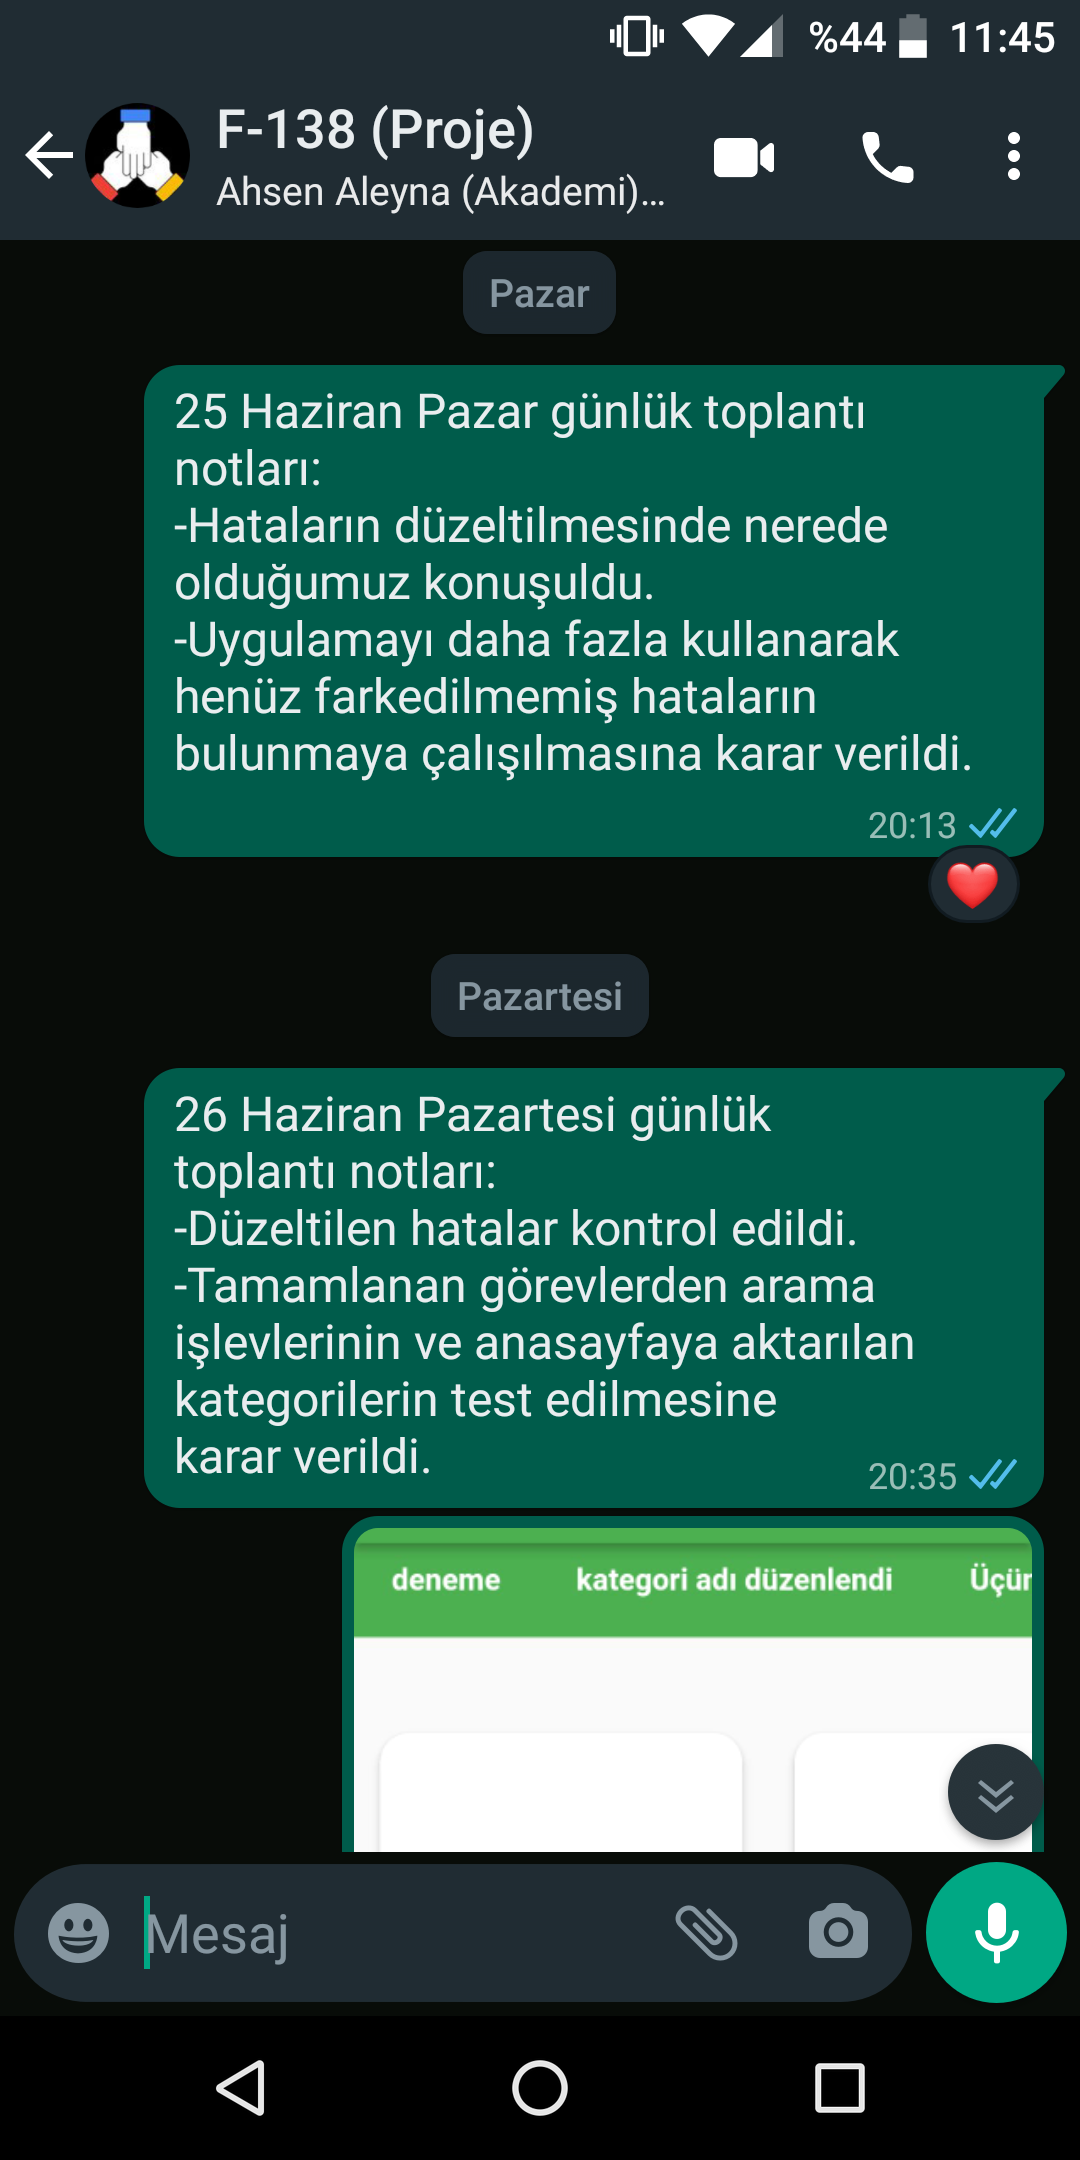 %44 11:45
F-138 (Proje)
Ahsen Aleyna (Akademi)...
Pazar
25 Haziran Pazar günlük toplantı
notları:
-Hataların düzeltilmesinde nerede
olduğumuz konuşuldu.
-Uygulamayı daha fazla kullanarak
henüz farkedilmemiş hataların
bulunmaya çalışılmasına karar verildi.
20:13
Pazartesi
26 Haziran Pazartesi günlük
toplantı notları:
-Düzeltilen hatalar kontrol edildi.
-Tamamlanan görevlerden arama
işlevlerinin ve anasayfaya aktarılan
kategorilerin test edilmesine
karar verildi.
20:35
deneme kategori adı düzenlendi
Mesaj